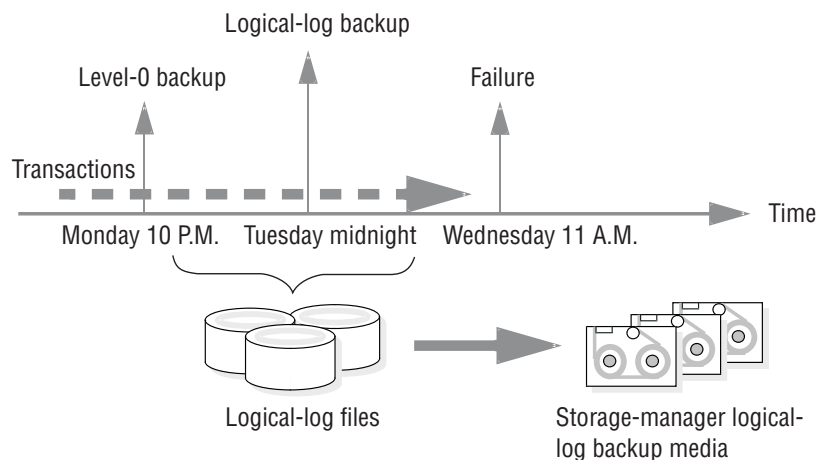 Logical-log backup
Level-0 backup
Failure
Transactions
Time
Monday 10 P.M.
Tuesday midnight
Wednesday 11 A.M.
Logical-log files
Storage-manager logical-
log backup media